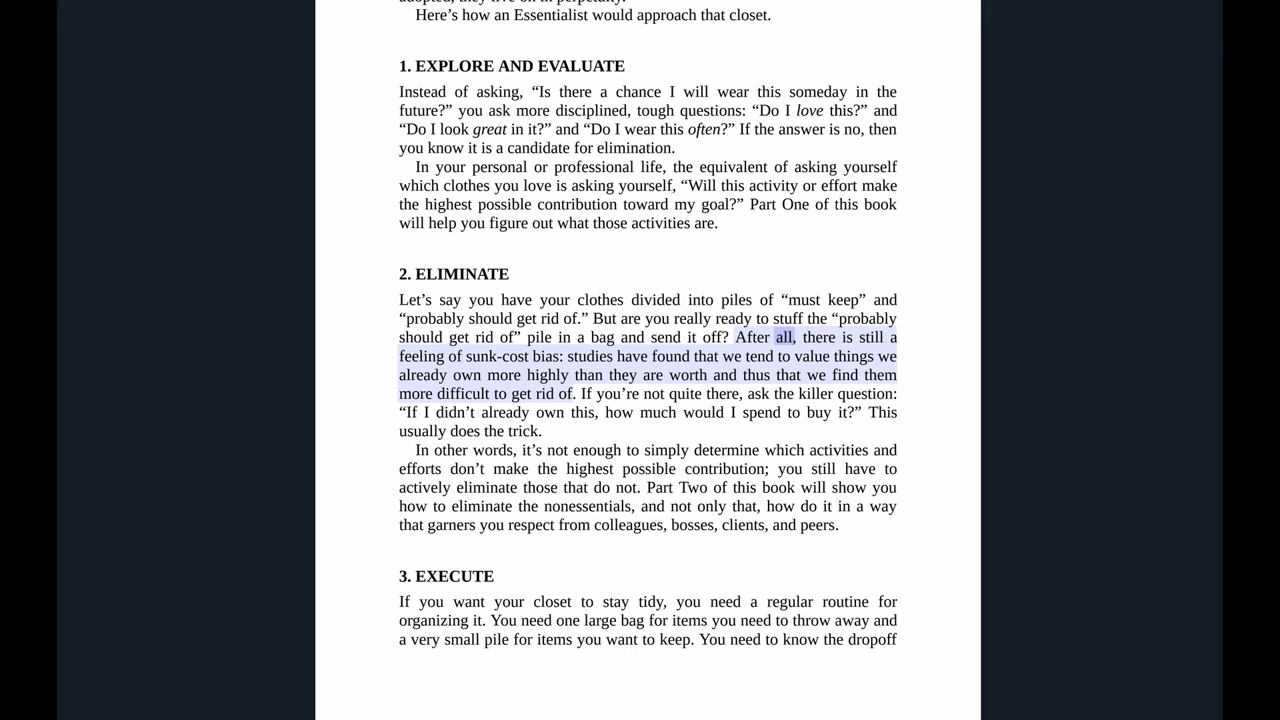 adopted, they live on in perpetuity.
Here’s how an Essentialist would approach that closet.
1. EXPLORE AND EVALUATE
Instead of asking, “Is there a chance I will wear this someday in the
future?” you ask more disciplined, tough questions: “Do I love this?” and
“Do I look great in it?” and “Do I wear this often?” If the answer is no, then
you know it is a candidate for elimination.
In your personal or professional life, the equivalent of asking yourself
which clothes you love is asking yourself, “Will this activity or effort make
the highest possible contribution toward my goal?” Part One of this book
will help you figure out what those activities are.
2. ELIMINATE
Let’s say you have your clothes divided into piles of “must keep” and
“probably should get rid of.” But are you really ready to stuff the “probably
should get rid of” pile in a bag and send it off? After all, there is still a
feeling of sunk-cost bias: studies have found that we tend to value things we
already own more highly than they are worth and thus that we find them
more difficult to get rid of. If you’re not quite there, ask the killer question:
“If I didn’t already own this, how much would I spend to buy it?” This
usually does the trick.
In other words, it’s not enough to simply determine which activities and
efforts don’t make the highest possible contribution; you still have to
actively eliminate those that do not. Part Two of this book will show you
how to eliminate the nonessentials, and not only that, how do it in a way
that garners you respect from colleagues, bosses, clients, and peers.
3. EXECUTE
If you want your closet to stay tidy, you need a regular routine for
organizing it. You need one large bag for items you need to throw away and
a very small pile for items you want to keep. You need to know the dropoff